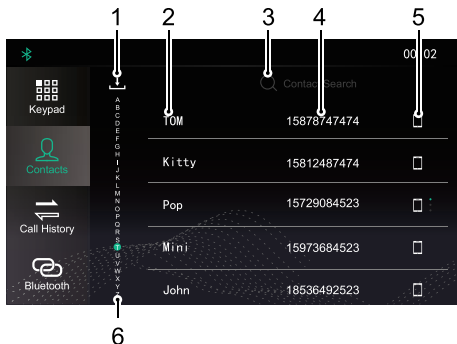 1 2 3 4 5
00 02
Contact Search
Keypad
Contacts
Call History
Bluetooth
A
B
C
D
E
F
G
H
I
J
K
L
M
N
O
P
Q
R
S
T
U
V
W
X
Y
Z
TOM 15878747474
Kitty 15812487474
Pop 15729084523
Mini 15973684523
John 18536492523
6